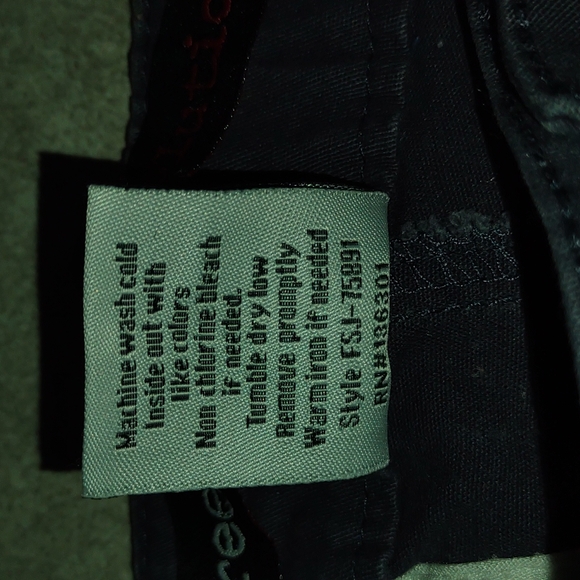 Machine wash cold
Inside out with
like colors
Non chlorine bleach
if needed.
Tumble dry low
Remove promptly
Warm iron if needed
Style FSJ-75891
RN#136301